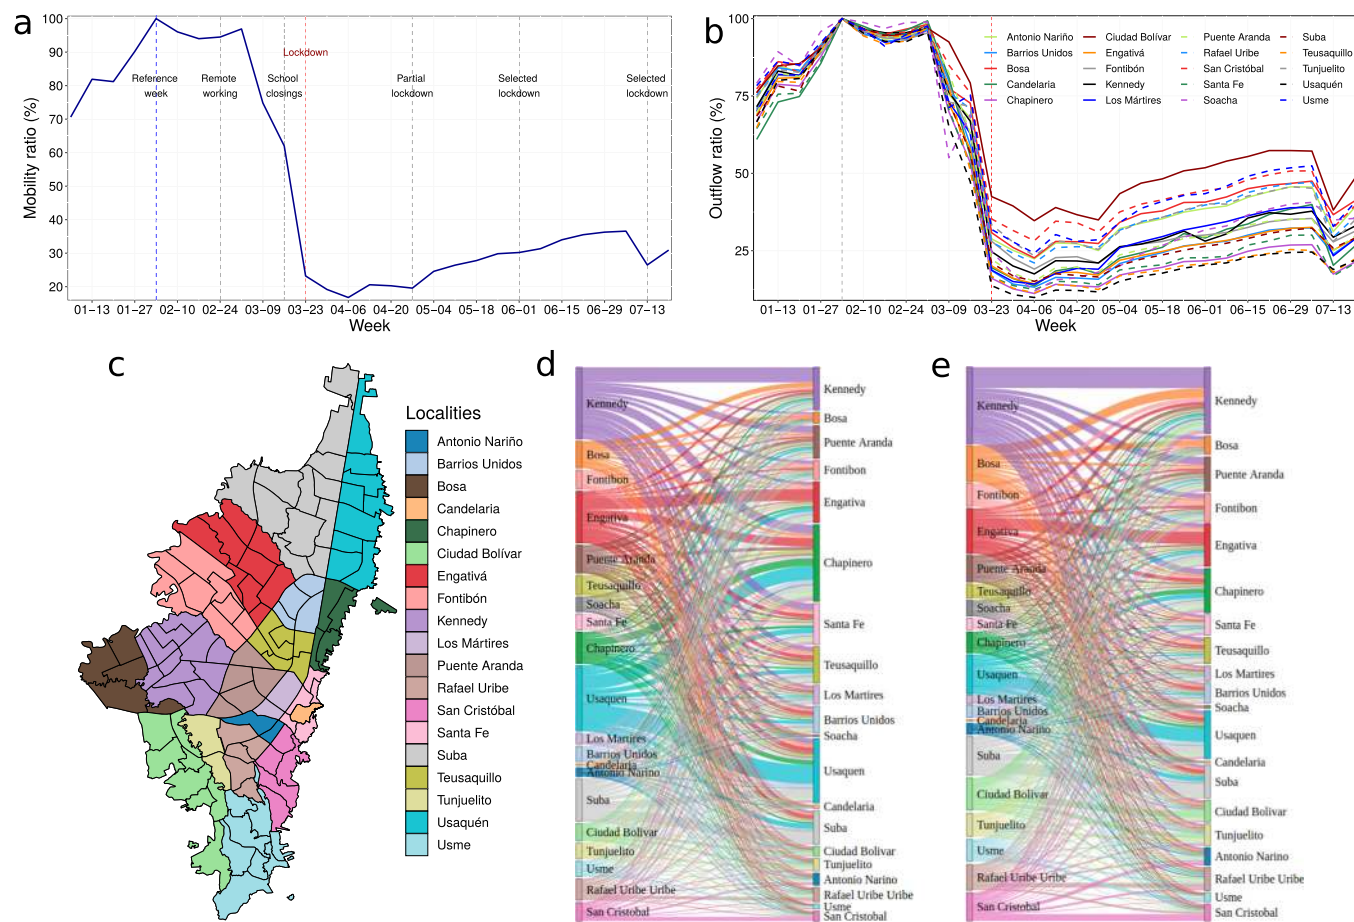 a
Mobility ratio (%)
100
90
80
70
60
50
40
30
20
Lockdown
Reference
week
Remote
working
School
closings
Partial
lockdown
Selected
lockdown
Selected
lockdown
01−13
01−27
02−10
02−24
03−09
03−23
04−06
04−20
05−04
05−18
06−01
06−15
06−29
07−13
Week
b
Outflow ratio (%)
100
75
50
25
Antonio Nariño
Barrios Unidos
Bosa
Candelaria
Chapinero
Ciudad Bolívar
Engativá
Fontibón
Kennedy
Los Mártires
Puente Aranda
Rafael Uribe
San Cristóbal
Santa Fe
Soacha
Suba
Teusaquillo
Tunjuelito
Usaquén
Usme
01−13
01−27
02−10
02−24
03−09
03−23
04−06
04−20
05−04
05−18
06−01
06−15
06−29
07−13
Week
c
Localities
Antonio Nariño
Barrios Unidos
Bosa
Candelaria
Chapinero
Ciudad Bolívar
Engativá
Fontibón
Kennedy
Los Mártires
Puente Aranda
Rafael Uribe
San Cristóbal
Santa Fe
Suba
Teusaquillo
Tunjuelito
Usaquén
Usme
d
Kennedy
Bosa
Fontibon
Engativa
Puente Aranda
Teusaquillo
Soacha
Santa Fe
Chapinero
Usaquen
Los Martires
Barrios Unidos
Candelaria
Antonio Narino
Suba
Ciudad Bolivar
Tunjuelito
Usme
Rafael Uribe Uribe
San Cristobal
Kennedy
Bosa
Puente Aranda
Fontibon
Engativa
Chapinero
Santa Fe
Teusaquillo
Los Martires
Barrios Unidos
Soacha
Usaquen
Candelaria
Suba
Ciudad Bolivar
Tunjuelito
Antonio Narino
Rafael Uribe Uribe
Usme
San Cristobal
e
Kennedy
Bosa
Fontibon
Engativa
Puente Aranda
Teusaquillo
Soacha
Santa Fe
Chapinero
Usaquen
Los Martires
Barrios Unidos
Candelaria
Antonio Narino
Suba
Ciudad Bolivar
Tunjuelito
Usme
Rafael Uribe Uribe
San Cristobal
Kennedy
Bosa
Puente Aranda
Fontibon
Engativa
Chapinero
Santa Fe
Teusaquillo
Los Martires
Barrios Unidos
Soacha
Usaquen
Candelaria
Suba
Ciudad Bolivar
Tunjuelito
Antonio Narino
Rafael Uribe Uribe
Usme
San Cristobal